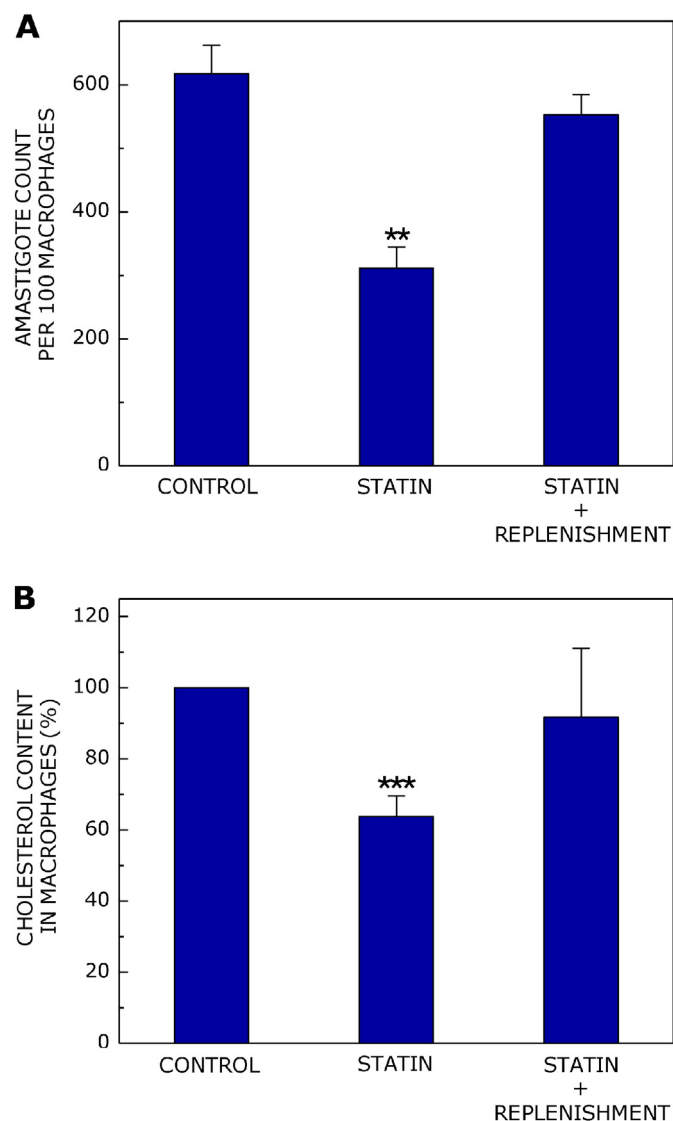 A
AMASTIGOTE COUNT
PER 100 MACROPHAGES
600
400
200
0
**
CONTROL
STATIN
STATIN
+
REPLENISHMENT
B
CHOLESTEROL CONTENT
IN MACROPHAGES (%)
120
100
80
60
40
20
0
***
CONTROL
STATIN
STATIN
+
REPLENISHMENT